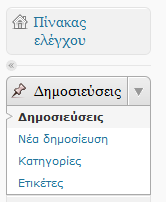 Πίνακας
ελέγχου
Δημοσιεύσεις
Δημοσιεύσεις
Νέα δημοσίευση
Κατηγορίες
Ετικέτες